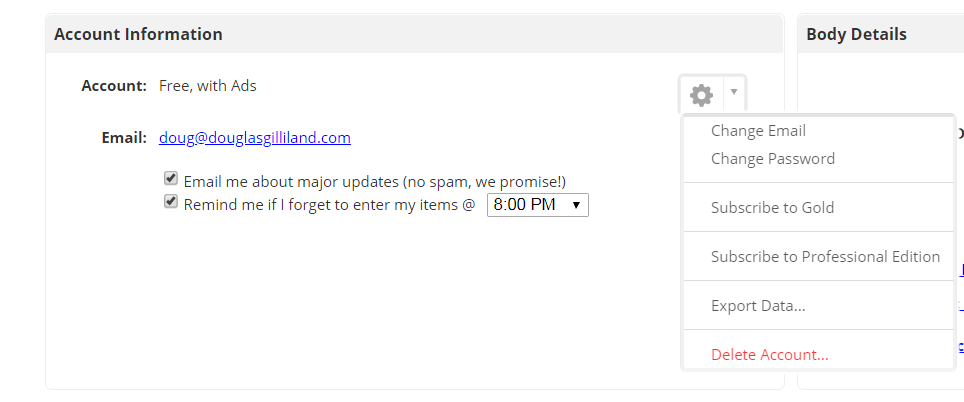 Account Information
Body Details
Account: Free, with Ads
Email: doug@douglasgilliland.com
Email me about major updates (no spam, we promise!)
Remind me if I forget to enter my items @ 8:00 PM
Change Email
Change Password
Subscribe to Gold
Subscribe to Professional Edition
Export Data...
Delete Account...